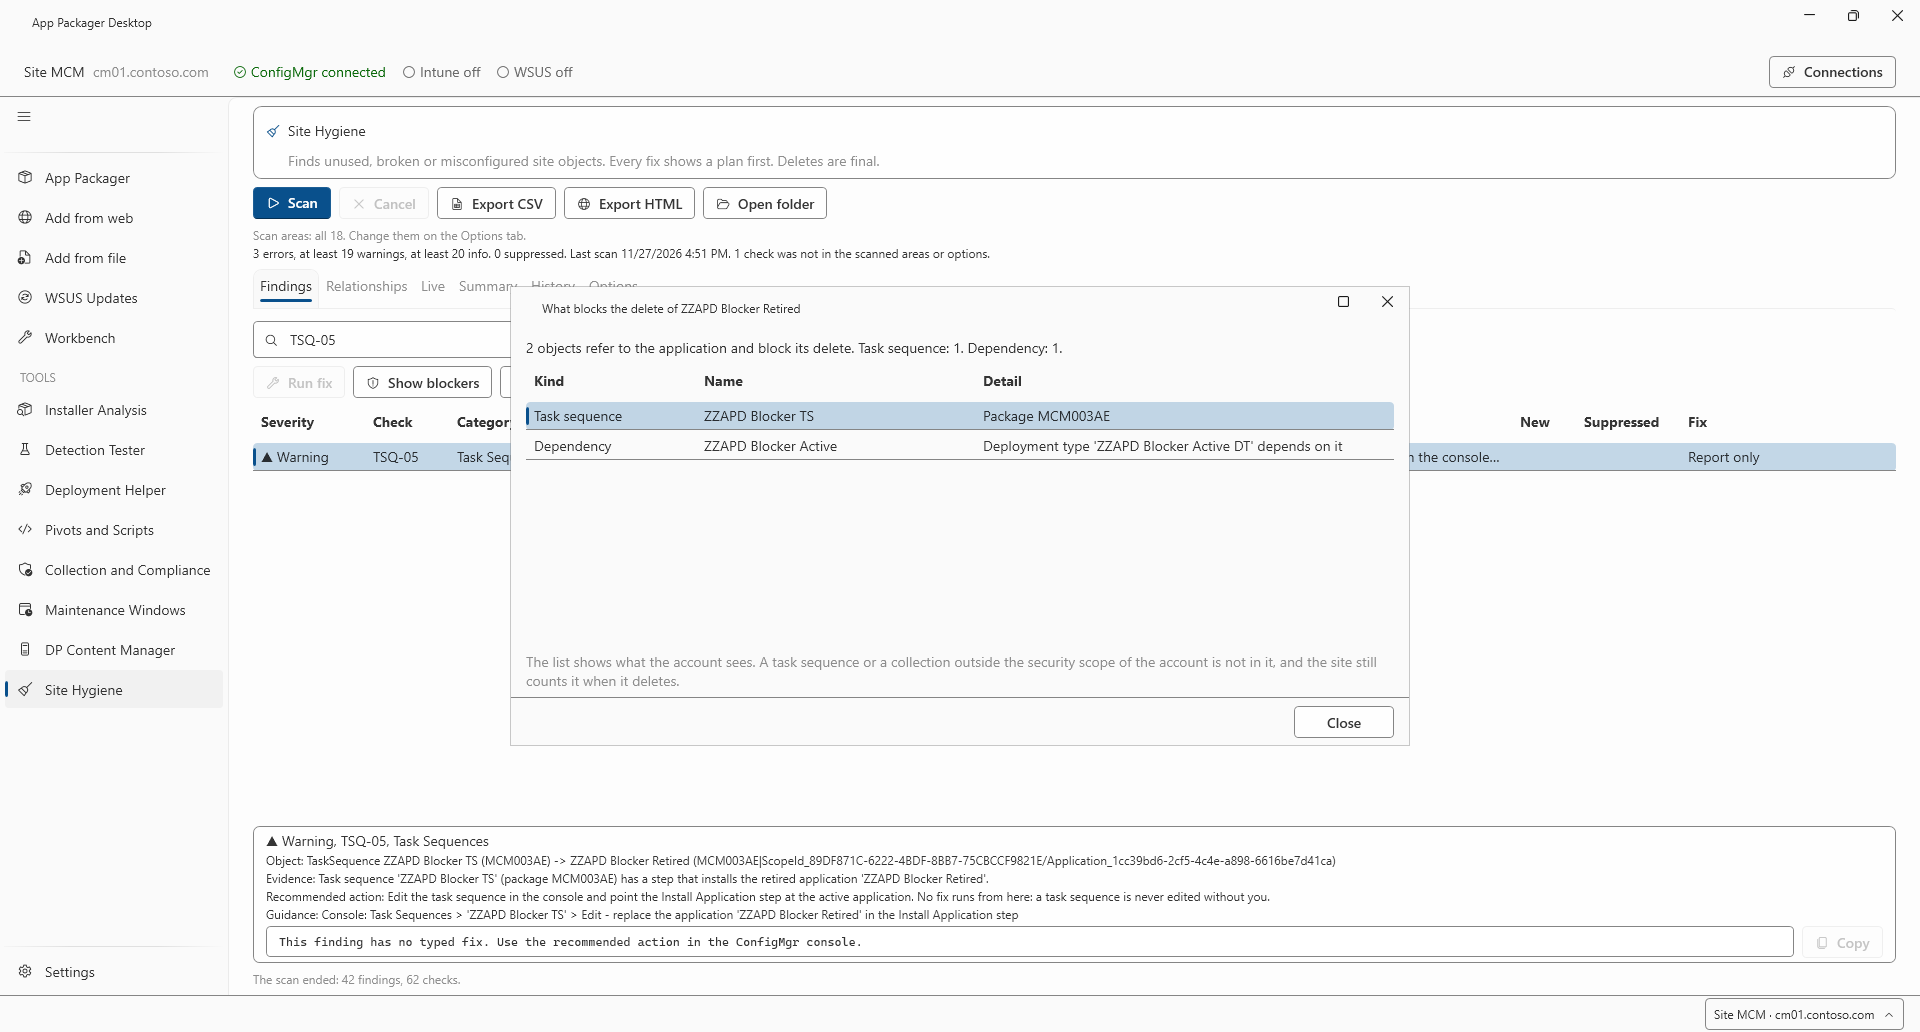 App Packager Desktop
Site MCM cm01.contoso.com ConfigMgr connected Intune off WSUS off Connections
App Packager
Add from web
Add from file
WSUS Updates
Workbench
TOOLS
Installer Analysis
Detection Tester
Deployment Helper
Pivots and Scripts
Collection and Compliance
Maintenance Windows
DP Content Manager
Site Hygiene
Settings
Site Hygiene
Finds unused, broken or misconfigured site objects. Every fix shows a plan first. Deletes are final.
Scan Cancel Export CSV Export HTML Open folder
Scan areas: all 18. Change them on the Options tab.
3 errors, at least 19 warnings, at least 20 info. 0 suppressed. Last scan 11/27/2026 4:51 PM. 1 check was not in the scanned areas or options.
Findings Relationships Live Summary History Options
TSQ-05
Run fix Show blockers
Severity Check Category New Suppressed Fix
Warning TSQ-05 Task Seq n the console... Report only
What blocks the delete of ZZAPD Blocker Retired
2 objects refer to the application and block its delete. Task sequence: 1. Dependency: 1.
Kind Name Detail
Task sequence ZZAPD Blocker TS Package MCM003AE
Dependency ZZAPD Blocker Active Deployment type 'ZZAPD Blocker Active DT' depends on it
The list shows what the account sees. A task sequence or a collection outside the security scope of the account is not in it, and the site still
counts it when it deletes.
Close
Warning, TSQ-05, Task Sequences
Object: TaskSequence ZZAPD Blocker TS (MCM003AE) -> ZZAPD Blocker Retired (MCM003AE|ScopeId_89DF871C-6222-4BDF-8BB7-75CBCCF9821E/Application_1cc39bd6-2cf5-4c4e-a898-6616be7d41ca)
Evidence: Task sequence 'ZZAPD Blocker TS' (package MCM003AE) has a step that installs the retired application 'ZZAPD Blocker Retired'.
Recommended action: Edit the task sequence in the console and point the Install Application step at the active application. No fix runs from here: a task sequence is never edited without you.
Guidance: Console: Task Sequences > 'ZZAPD Blocker TS' > Edit - replace the application 'ZZAPD Blocker Retired' in the Install Application step
This finding has no typed fix. Use the recommended action in the ConfigMgr console.
Copy
The scan ended: 42 findings, 62 checks.
Site MCM · cm01.contoso.com